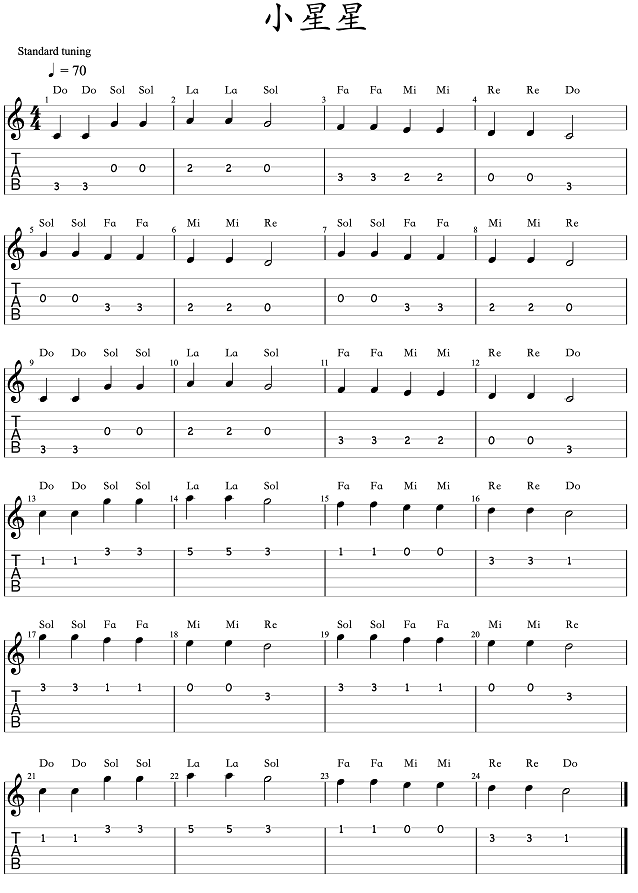 小星星
Standard tuning
♩ = 70
Do Do Sol Sol La La Sol Fa Fa Mi Mi Re Re Do
1 2 3 4
4
4
T
A
B
3 3 0 0 2 2 0 3 3 2 2 0 0 3
Sol Sol Fa Fa Mi Mi Re Sol Sol Fa Fa Mi Mi Re
5 6 7 8
T
A
B
0 0 3 3 2 2 0 0 0 3 3 2 2 0
Do Do Sol Sol La La Sol Fa Fa Mi Mi Re Re Do
9 10 11 12
T
A
B
3 3 0 0 2 2 0 3 3 2 2 0 0 3
Do Do Sol Sol La La Sol Fa Fa Mi Mi Re Re Do
13 14 15 16
T
A
B
1 1 3 3 5 5 3 1 1 0 0 3 3 1
Sol Sol Fa Fa Mi Mi Re Sol Sol Fa Fa Mi Mi Re
17 18 19 20
T
A
B
3 3 1 1 0 0 3 3 3 1 1 0 0 3
Do Do Sol Sol La La Sol Fa Fa Mi Mi Re Re Do
21 22 23 24
T
A
B
1 1 3 3 5 5 3 1 1 0 0 3 3 1